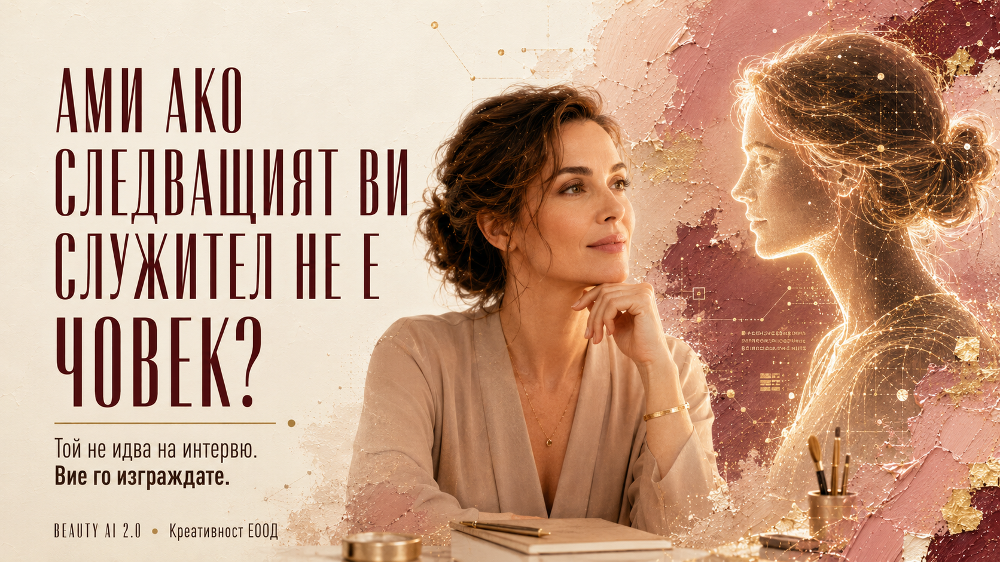 АМИ АКО
СЛЕДВАЩИЯТ ВИ
СЛУЖИТЕЛ НЕ Е
ЧОВЕК?
Той не идва на интервю.
Вие го изграждате.
BEAUTY AI 2.0 • Креативност ЕООД